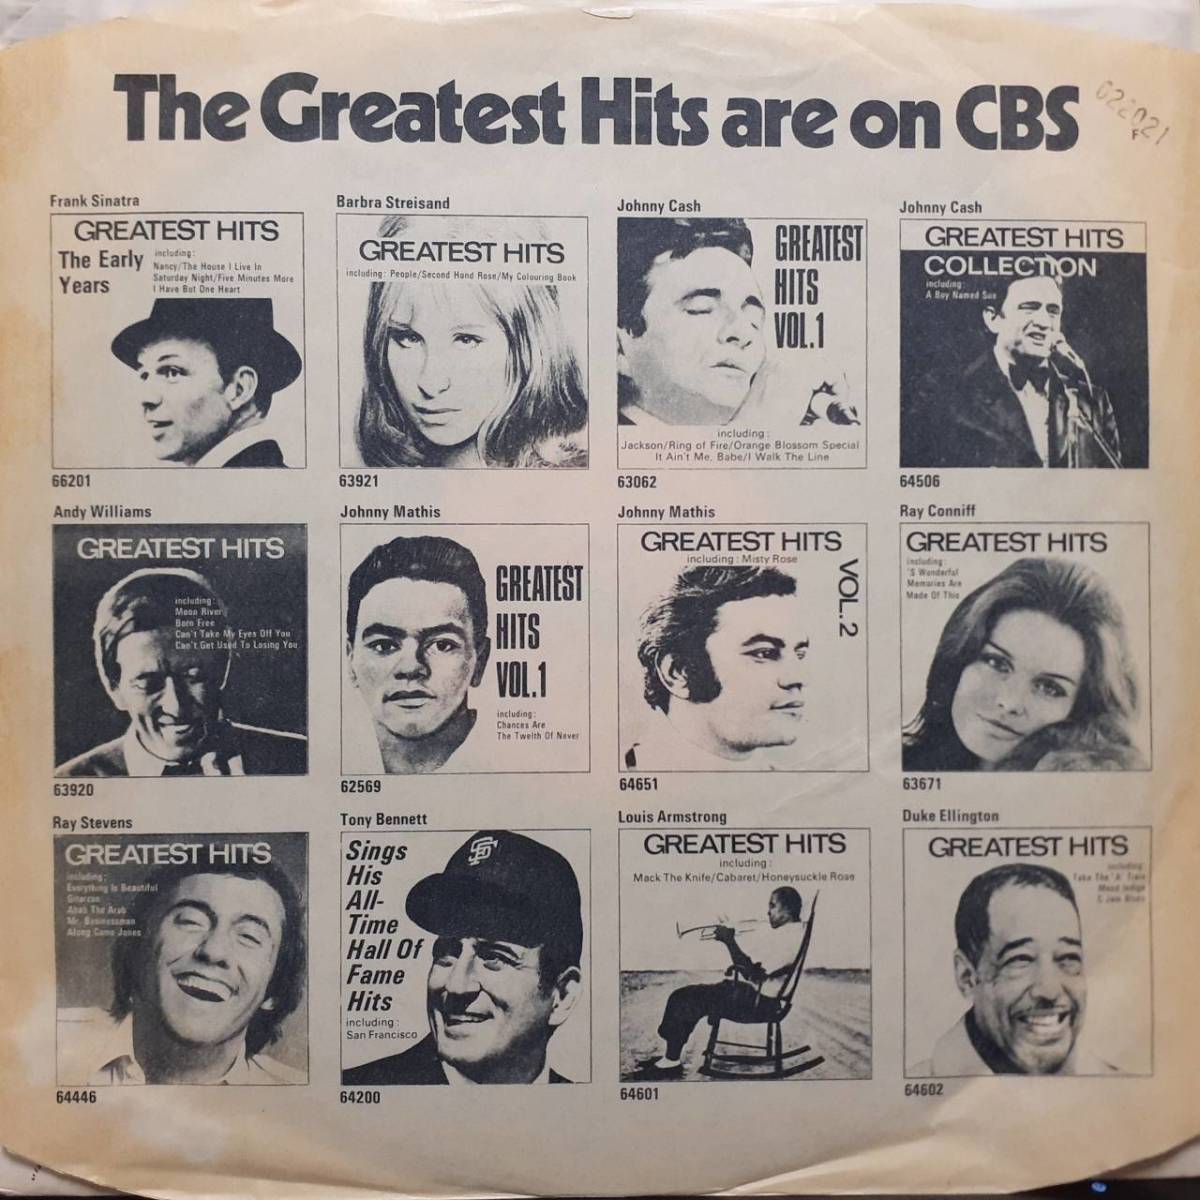 The Greatest Hits are on CBS
022021
F
Frank Sinatra
GREATEST HITS
The Early
Years
including:
Nancy/The House I Live In
Saturday Night/Five Minutes More
I Have But One Heart
66201
Barbra Streisand
GREATEST HITS
including: People/Second Hand Rose/My Colouring Book
63921
Johnny Cash
GREATEST
HITS
VOL.1
including:
Jackson/Ring of Fire/Orange Blossom Special
It Ain't Me, Babe/I Walk The Line
63062
Johnny Cash
GREATEST HITS
COLLECTION
including:
A Boy Named Sue
64506
Andy Williams
GREATEST HITS
including:
Moon River
Born Free
Can't Take My Eyes Off You
Can't Get Used To Losing You
63920
Johnny Mathis
GREATEST
HITS
VOL.1
including:
Chances Are
The Twelth Of Never
62569
Johnny Mathis
GREATEST HITS
including: Misty Rose
VOL.2
64651
Ray Conniff
GREATEST HITS
including:
'S Wonderful
Memories Are
Made Of This
63671
Ray Stevens
GREATEST HITS
including:
Everything Is Beautiful
Gitarzan
Ahab The Arab
Mr. Businessman
Along Came Jones
64446
Tony Bennett
Sings
His
All-
Time
Hall Of
Fame
Hits
including:
San Francisco
SF
64200
Louis Armstrong
GREATEST HITS
including:
Mack The Knife/Cabaret/Honeysuckle Rose
64601
Duke Ellington
GREATEST HITS
including:
Take The 'A' Train
Mood Indigo
C Jam Blues
64602